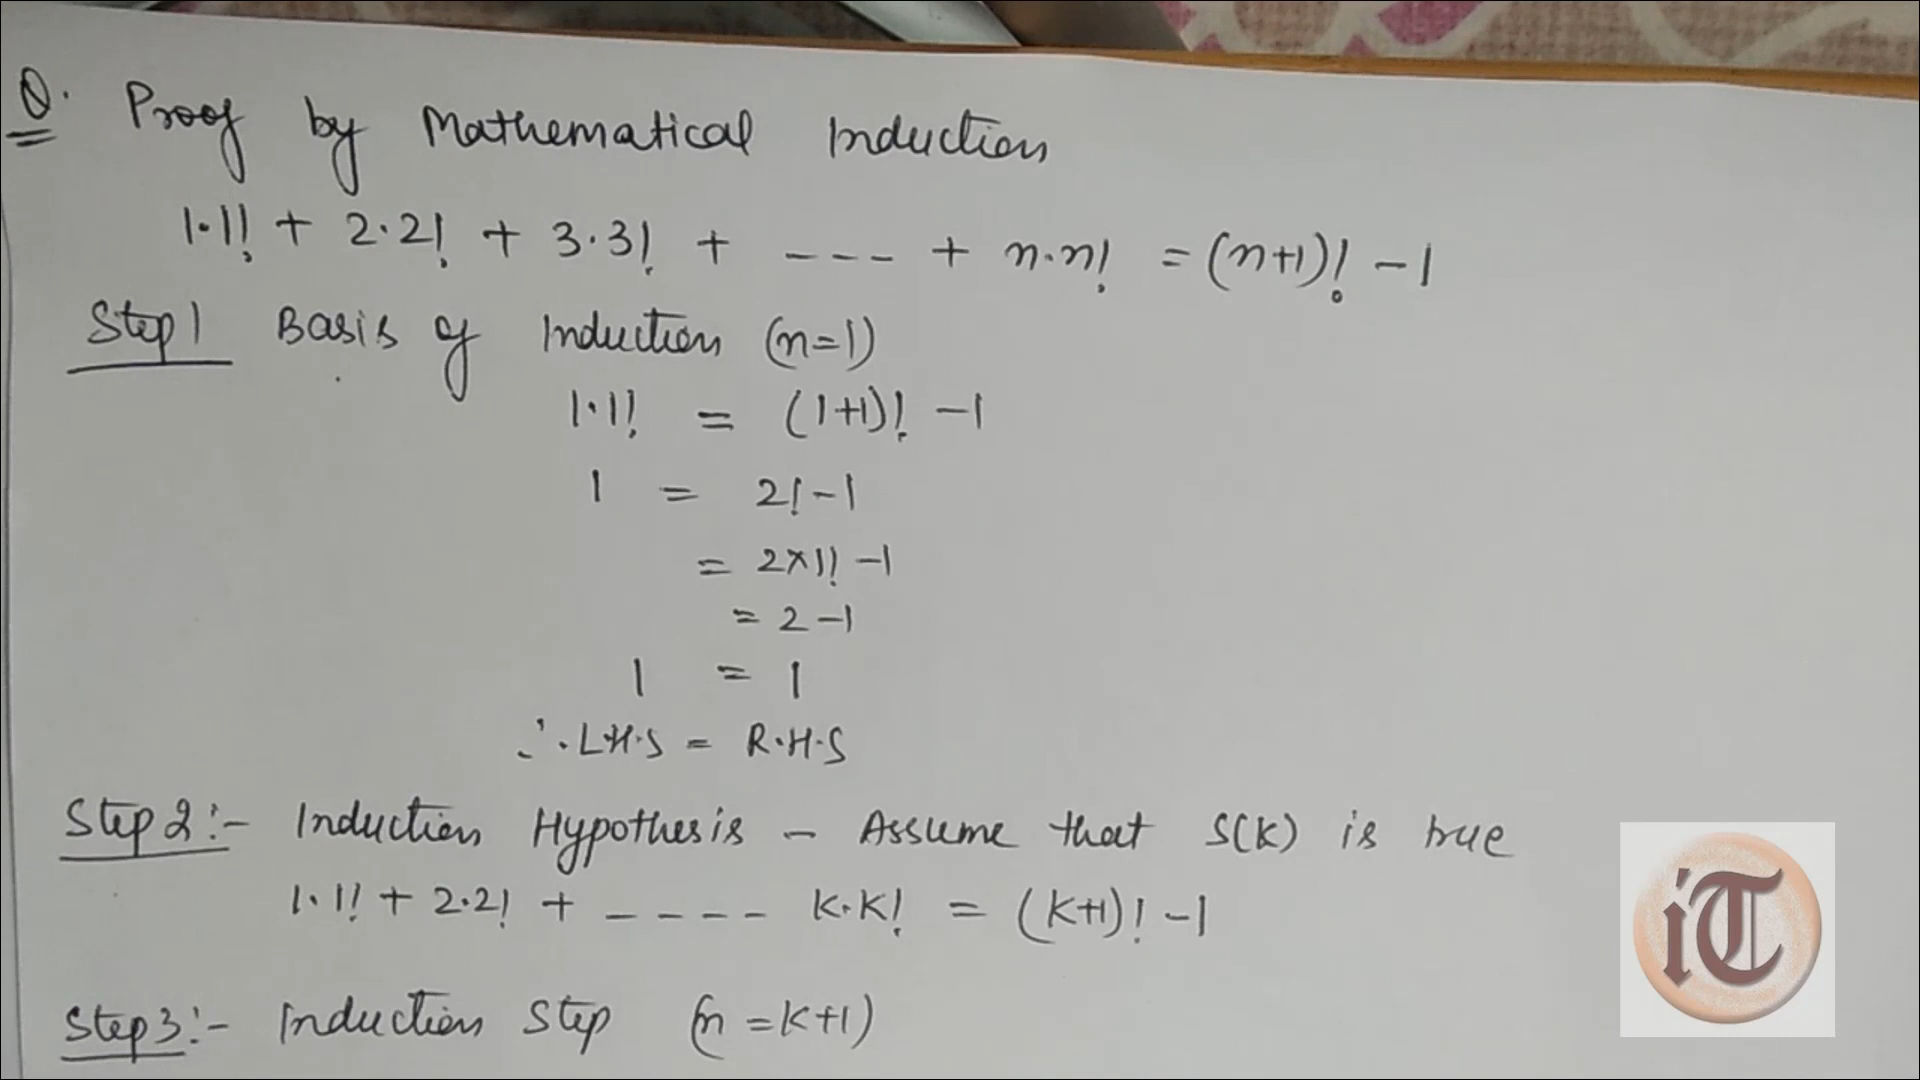 Q. Proof by Mathematical Induction
1·1! + 2·2! + 3·3! + --- + n·n! = (n+1)! -1
Step 1 Basis of Induction (n=1)
1·1! = (1+1)! -1
1 = 2! -1
= 2×1! -1
= 2-1
1 = 1
∴ L.H.S = R.H.S
Step 2:- Induction Hypothesis - Assume that S(K) is true
1·1! + 2·2! + ---- K·K! = (K+1)! -1
Step 3:- Induction Step (n = K+1)
iT